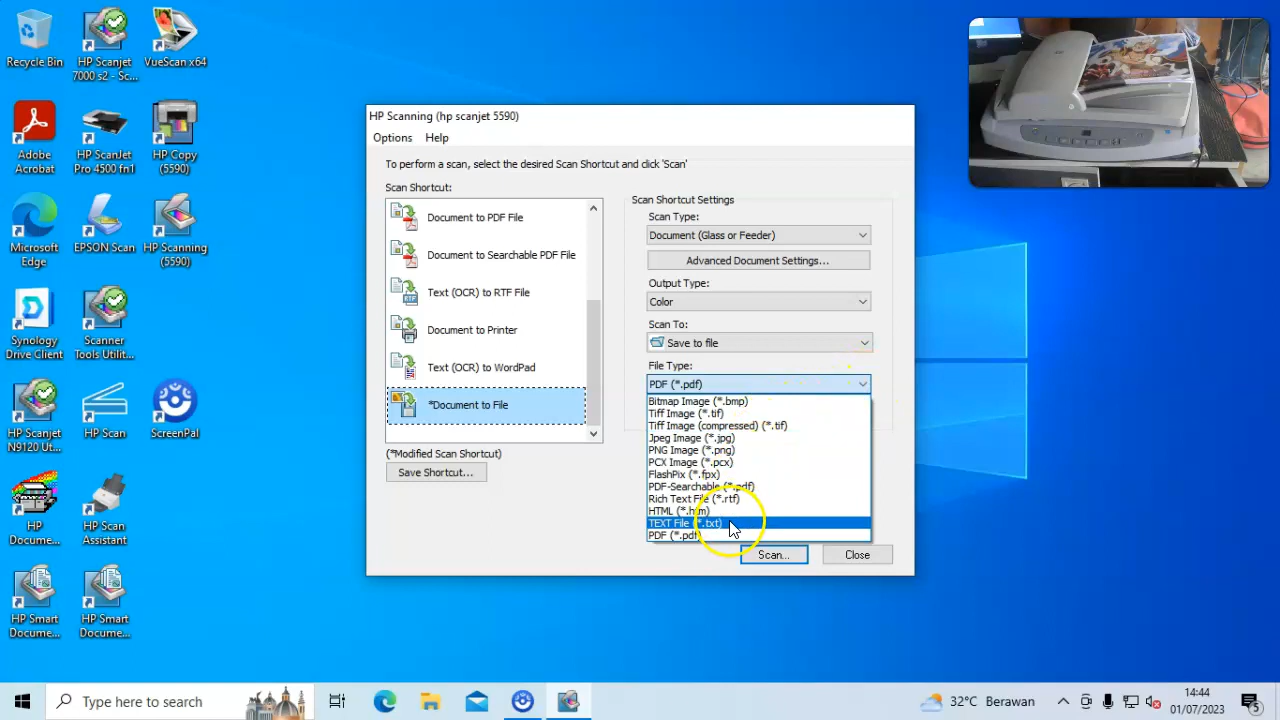 Recycle Bin
HP Scanjet
7000 s2 - Sc...
VueScan x64
Adobe
Acrobat
HP ScanJet
Pro 4500 fn1
HP Copy
(5590)
Microsoft
Edge
EPSON Scan
HP Scanning
(5590)
Synology
Drive Client
Scanner
Tools Utilit...
HP Scanjet
N9120 Ut...
HP Scan
ScreenPal
HP
Docume...
HP Scan
Assistant
HP Smart
Docume...
HP Smart
Docume...
HP Scanning (hp scanjet 5590)
Options Help
To perform a scan, select the desired Scan Shortcut and click 'Scan'
Scan Shortcut:
Document to PDF File
Document to Searchable PDF File
Text (OCR) to RTF File
Document to Printer
Text (OCR) to WordPad
*Document to File
(*Modified Scan Shortcut)
Save Shortcut...
Scan Shortcut Settings
Scan Type:
Document (Glass or Feeder)
Advanced Document Settings...
Output Type:
Color
Scan To:
Save to file
File Type:
PDF (*.pdf)
Bitmap Image (*.bmp)
Tiff Image (*.tif)
Tiff Image (compressed) (*.tif)
Jpeg Image (*.jpg)
PNG Image (*.png)
PCX Image (*.pcx)
FlashPix (*.fpx)
PDF-Searchable (*.pdf)
Rich Text File (*.rtf)
HTML (*.htm)
TEXT File (*.txt)
PDF (*.pdf)
Scan... Close
Type here to search
32°C Berawan
14:44
01/07/2023
5